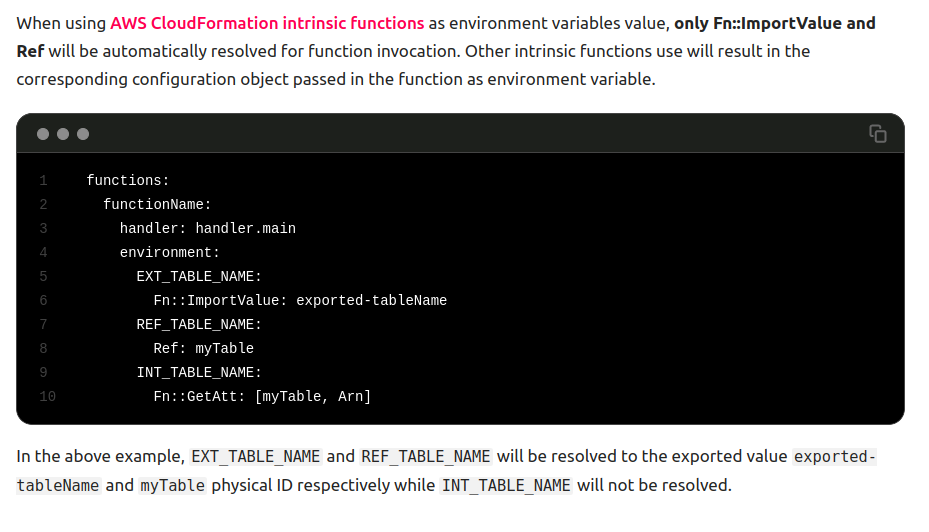 When using AWS CloudFormation intrinsic functions as environment variables value, only Fn::ImportValue and
Ref will be automatically resolved for function invocation. Other intrinsic functions use will result in the
corresponding configuration object passed in the function as environment variable.
1 functions:
2 functionName:
3 handler: handler.main
4 environment:
5 EXT_TABLE_NAME:
6 Fn::ImportValue: exported-tableName
7 REF_TABLE_NAME:
8 Ref: myTable
9 INT_TABLE_NAME:
10 Fn::GetAtt: [myTable, Arn]
In the above example, EXT_TABLE_NAME and REF_TABLE_NAME will be resolved to the exported value exported-
tableName and myTable physical ID respectively while INT_TABLE_NAME will not be resolved.